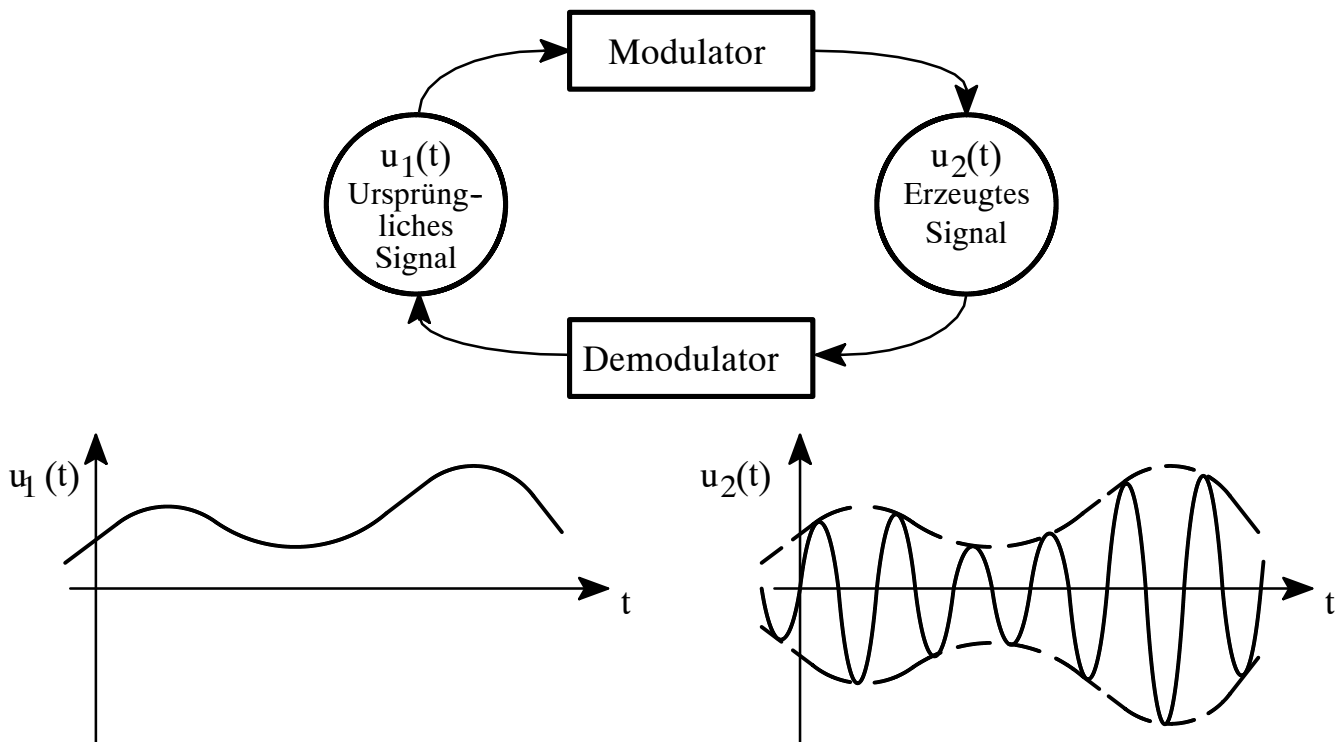 Modulator
u1(t)
Ursprüng-
liches
Signal
u2(t)
Erzeugtes
Signal
Demodulator
u1(t)
t
u2(t)
t